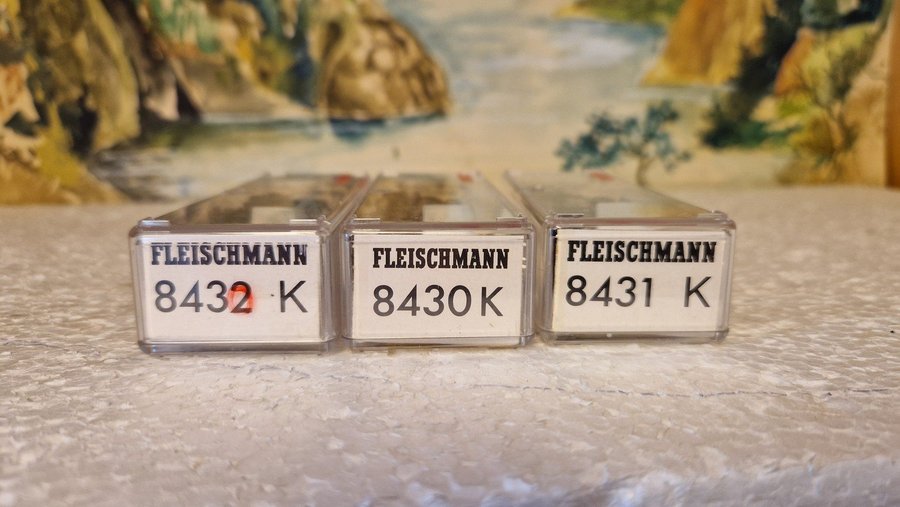 FLEISCHMANN
8432 K
FLEISCHMANN
8430 K
FLEISCHMANN
8431 K